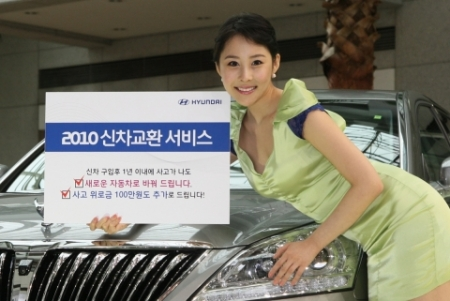 HYUNDAI
2010 신차교환 서비스
신차 구입후 1년 이내에 사고가 나도
새로운 자동차로 바꿔 드립니다.
사고 위로금 100만원도 추가로 드립니다!